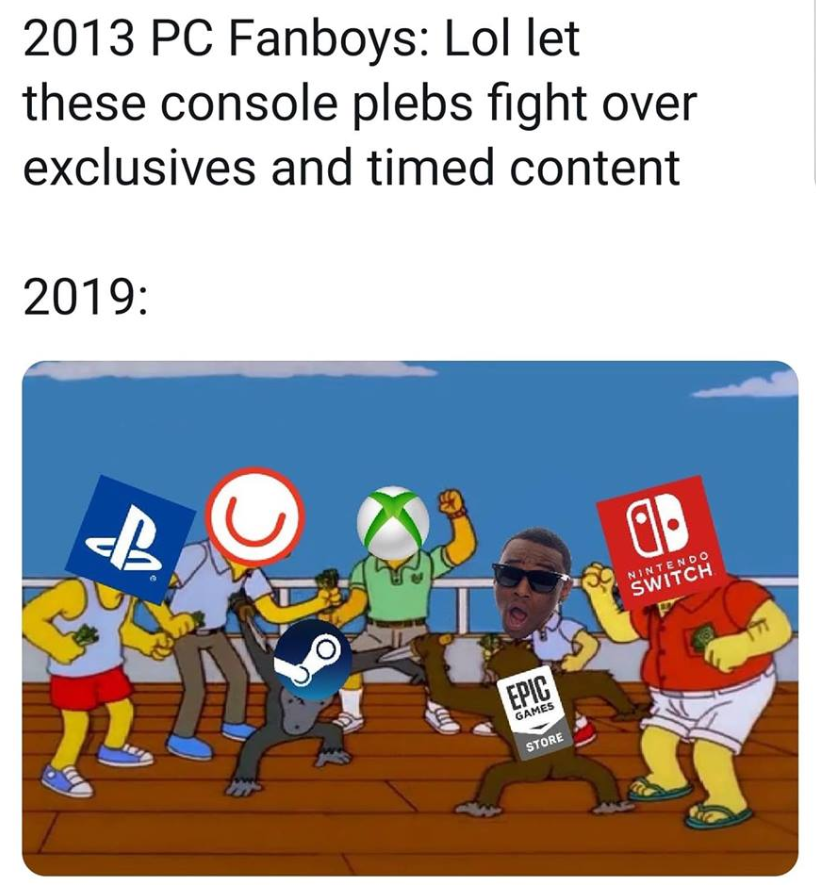 2013 PC Fanboys: Lol let
these console plebs fight over
exclusives and timed content
2019:
NINTENDO
SWITCH
EPIC
GAMES
STORE